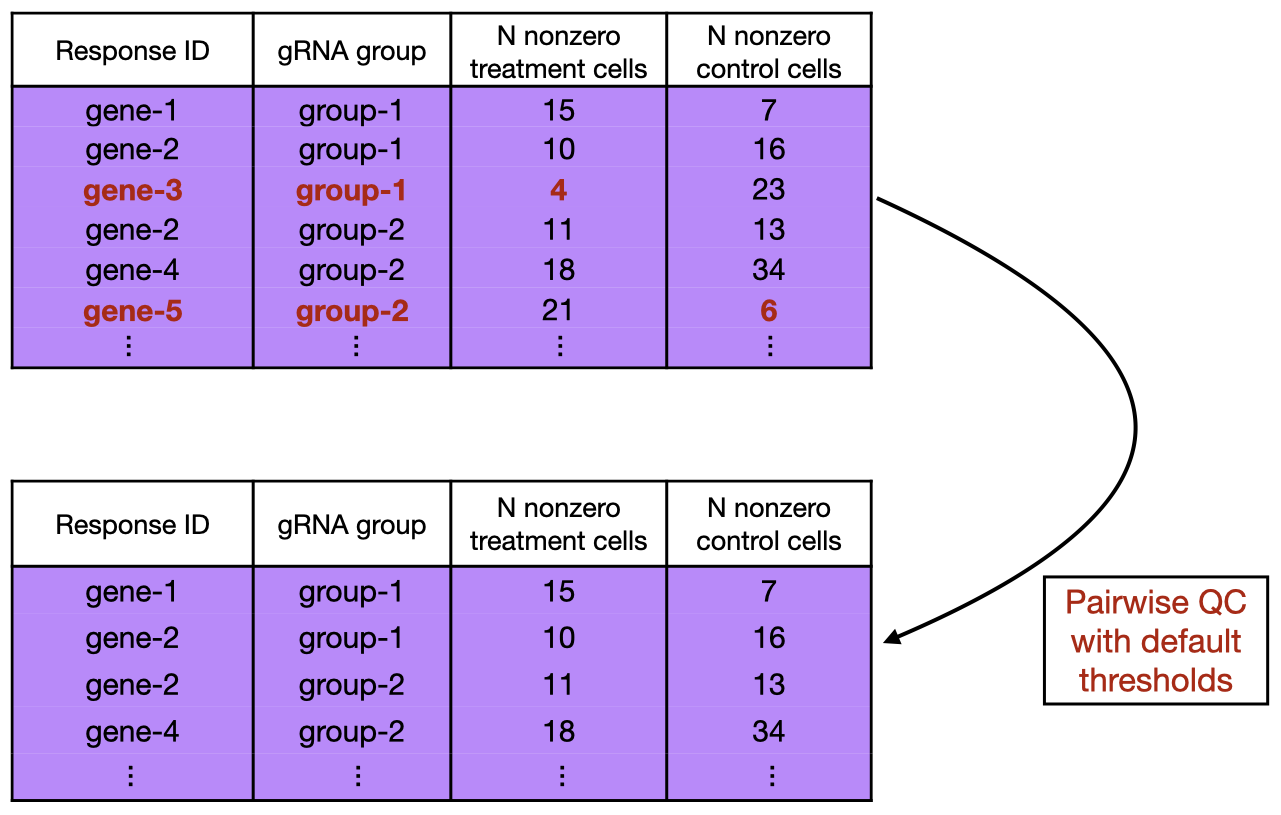 Response ID gRNA group N nonzero treatment cells N nonzero control cells
gene-1 group-1 15 7
gene-2 group-1 10 16
gene-3 group-1 4 23
gene-2 group-2 11 13
gene-4 group-2 18 34
gene-5 group-2 21 6
⋮ ⋮ ⋮ ⋮
Response ID gRNA group N nonzero treatment cells N nonzero control cells
gene-1 group-1 15 7
gene-2 group-1 10 16
gene-2 group-2 11 13
gene-4 group-2 18 34
⋮ ⋮ ⋮ ⋮
Pairwise QC
with default
thresholds